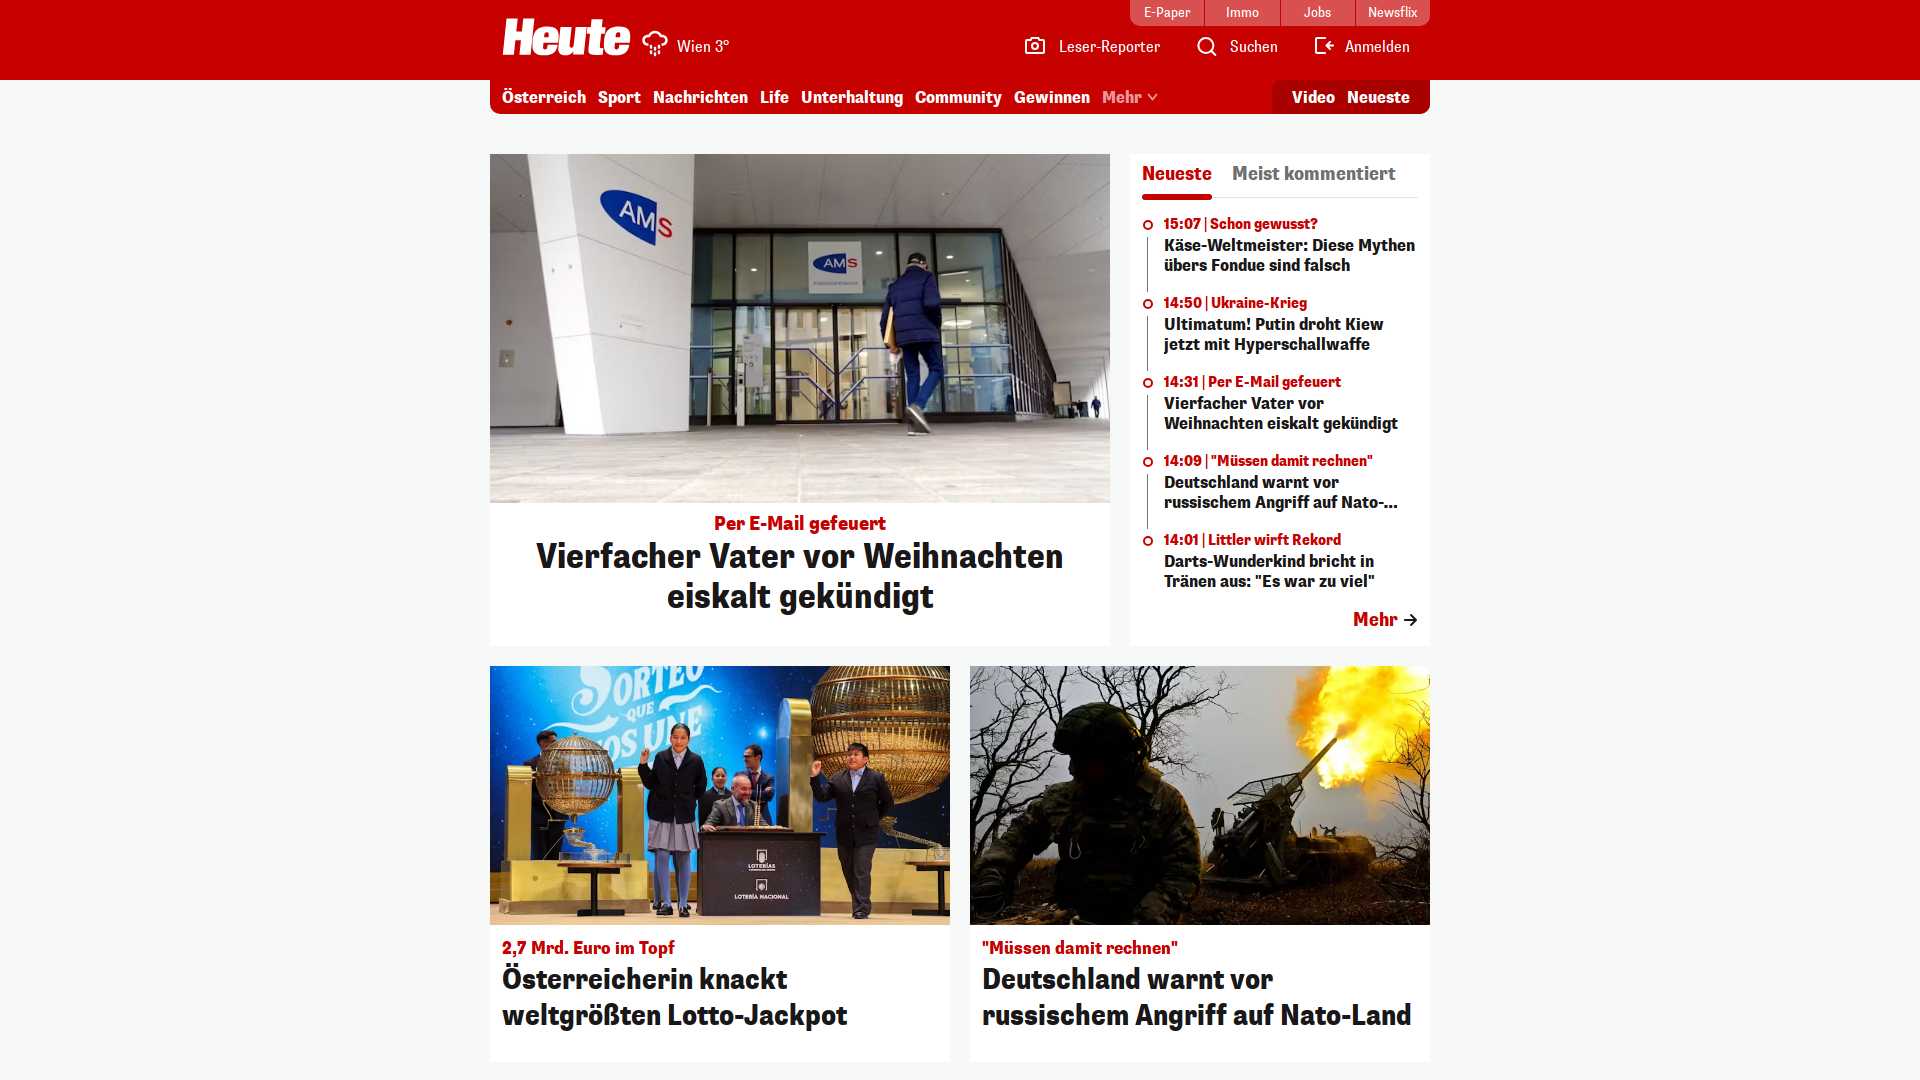 E-Paper
Immo
Jobs
Newsflix
Heute
Wien 3°
Leser-Reporter
Suchen
Anmelden
Österreich
Sport
Nachrichten
Life
Unterhaltung
Community
Gewinnen
Mehr
Video
Neueste
AMS
AMS
Per E-Mail gefeuert
Vierfacher Vater vor Weihnachten
eiskalt gekündigt
Neueste
Meist kommentiert
15:07 | Schon gewusst?
Käse-Weltmeister: Diese Mythen
übers Fondue sind falsch
14:50 | Ukraine-Krieg
Ultimatum! Putin droht Kiew
jetzt mit Hyperschallwaffe
14:31 | Per E-Mail gefeuert
Vierfacher Vater vor
Weihnachten eiskalt gekündigt
14:09 | "Müssen damit rechnen"
Deutschland warnt vor
russischem Angriff auf Nato-...
14:01 | Littler wirft Rekord
Darts-Wunderkind bricht in
Tränen aus: "Es war zu viel"
Mehr
SORTEO
QUE
NOS UNE
LOTERÍAS
LOTERÍA NACIONAL
2,7 Mrd. Euro im Topf
Österreicherin knackt
weltgrößten Lotto-Jackpot
"Müssen damit rechnen"
Deutschland warnt vor
russischem Angriff auf Nato-Land